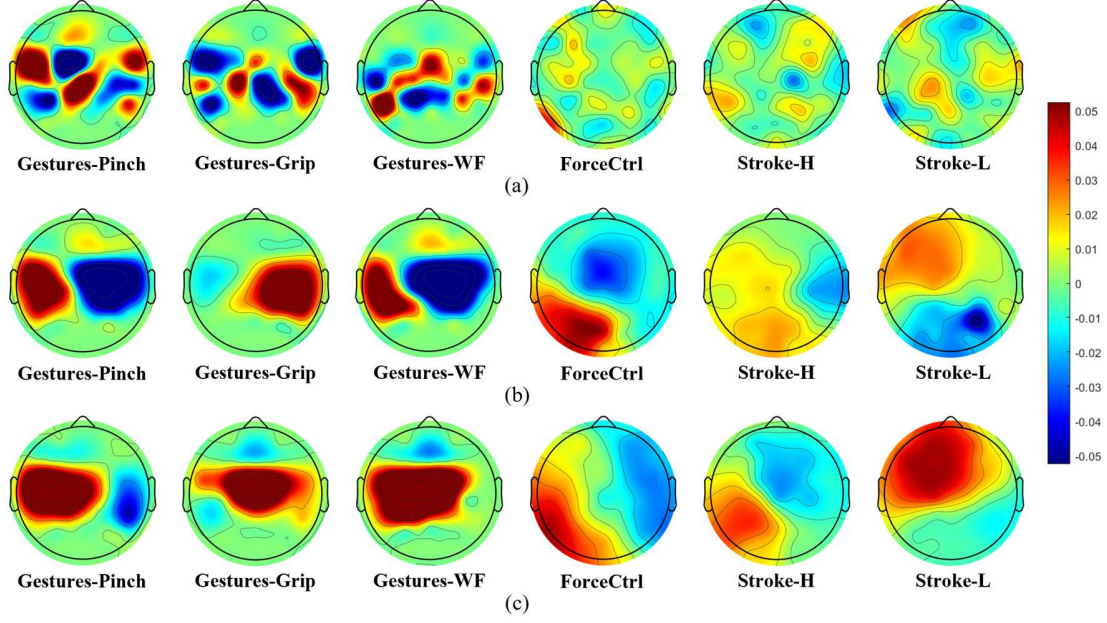 Gestures-Pinch Gestures-Grip Gestures-WF ForceCtrl Stroke-H Stroke-L
(a)
0.05
0.04
0.03
0.02
0.01
0
-0.01
-0.02
-0.03
-0.04
-0.05
Gestures-Pinch Gestures-Grip Gestures-WF ForceCtrl Stroke-H Stroke-L
(b)
Gestures-Pinch Gestures-Grip Gestures-WF ForceCtrl Stroke-H Stroke-L
(c)